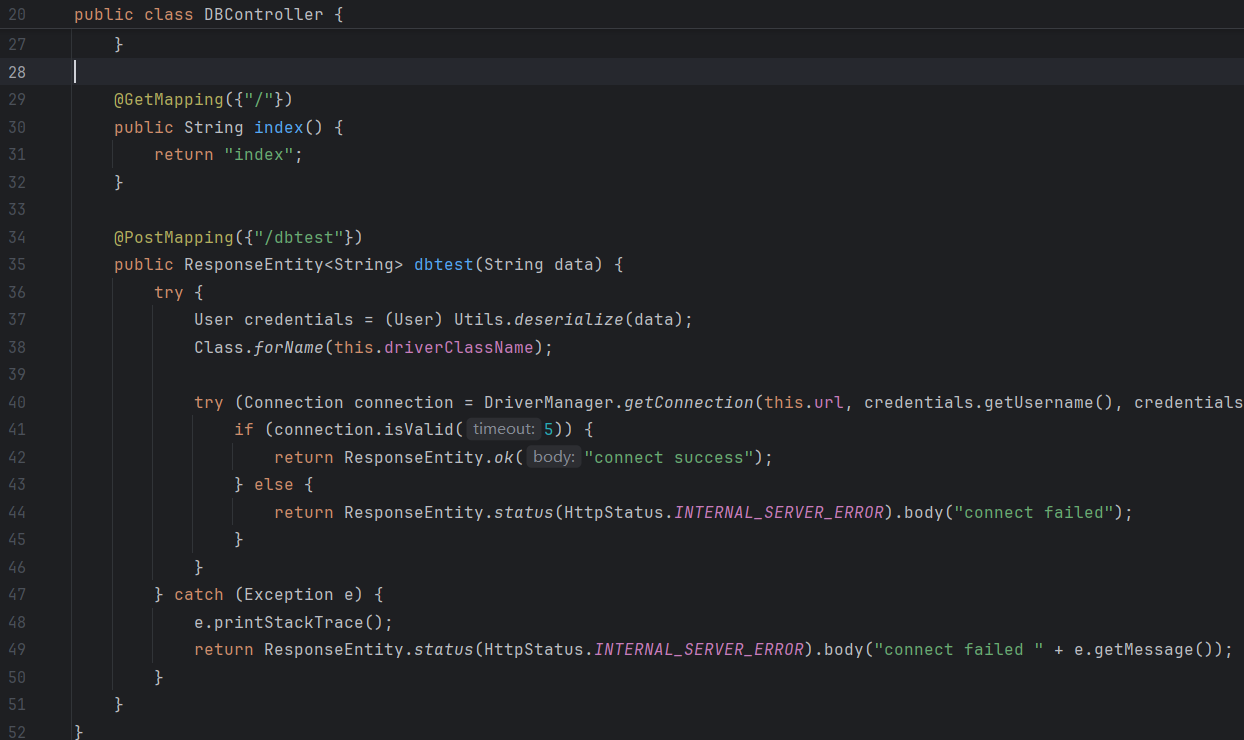 20 public class DBController {
27 }
28
29 @GetMapping({"/"})
30 public String index() {
31 return "index";
32 }
33
34 @PostMapping({"/dbtest"})
35 public ResponseEntity<String> dbtest(String data) {
36 try {
37 User credentials = (User) Utils.deserialize(data);
38 Class.forName(this.driverClassName);
39
40 try (Connection connection = DriverManager.getConnection(this.url, credentials.getUsername(), credentials
41 if (connection.isValid( timeout: 5)) {
42 return ResponseEntity.ok( body: "connect success");
43 } else {
44 return ResponseEntity.status(HttpStatus.INTERNAL_SERVER_ERROR).body("connect failed");
45 }
46 }
47 } catch (Exception e) {
48 e.printStackTrace();
49 return ResponseEntity.status(HttpStatus.INTERNAL_SERVER_ERROR).body("connect failed " + e.getMessage());
50 }
51 }
52 }